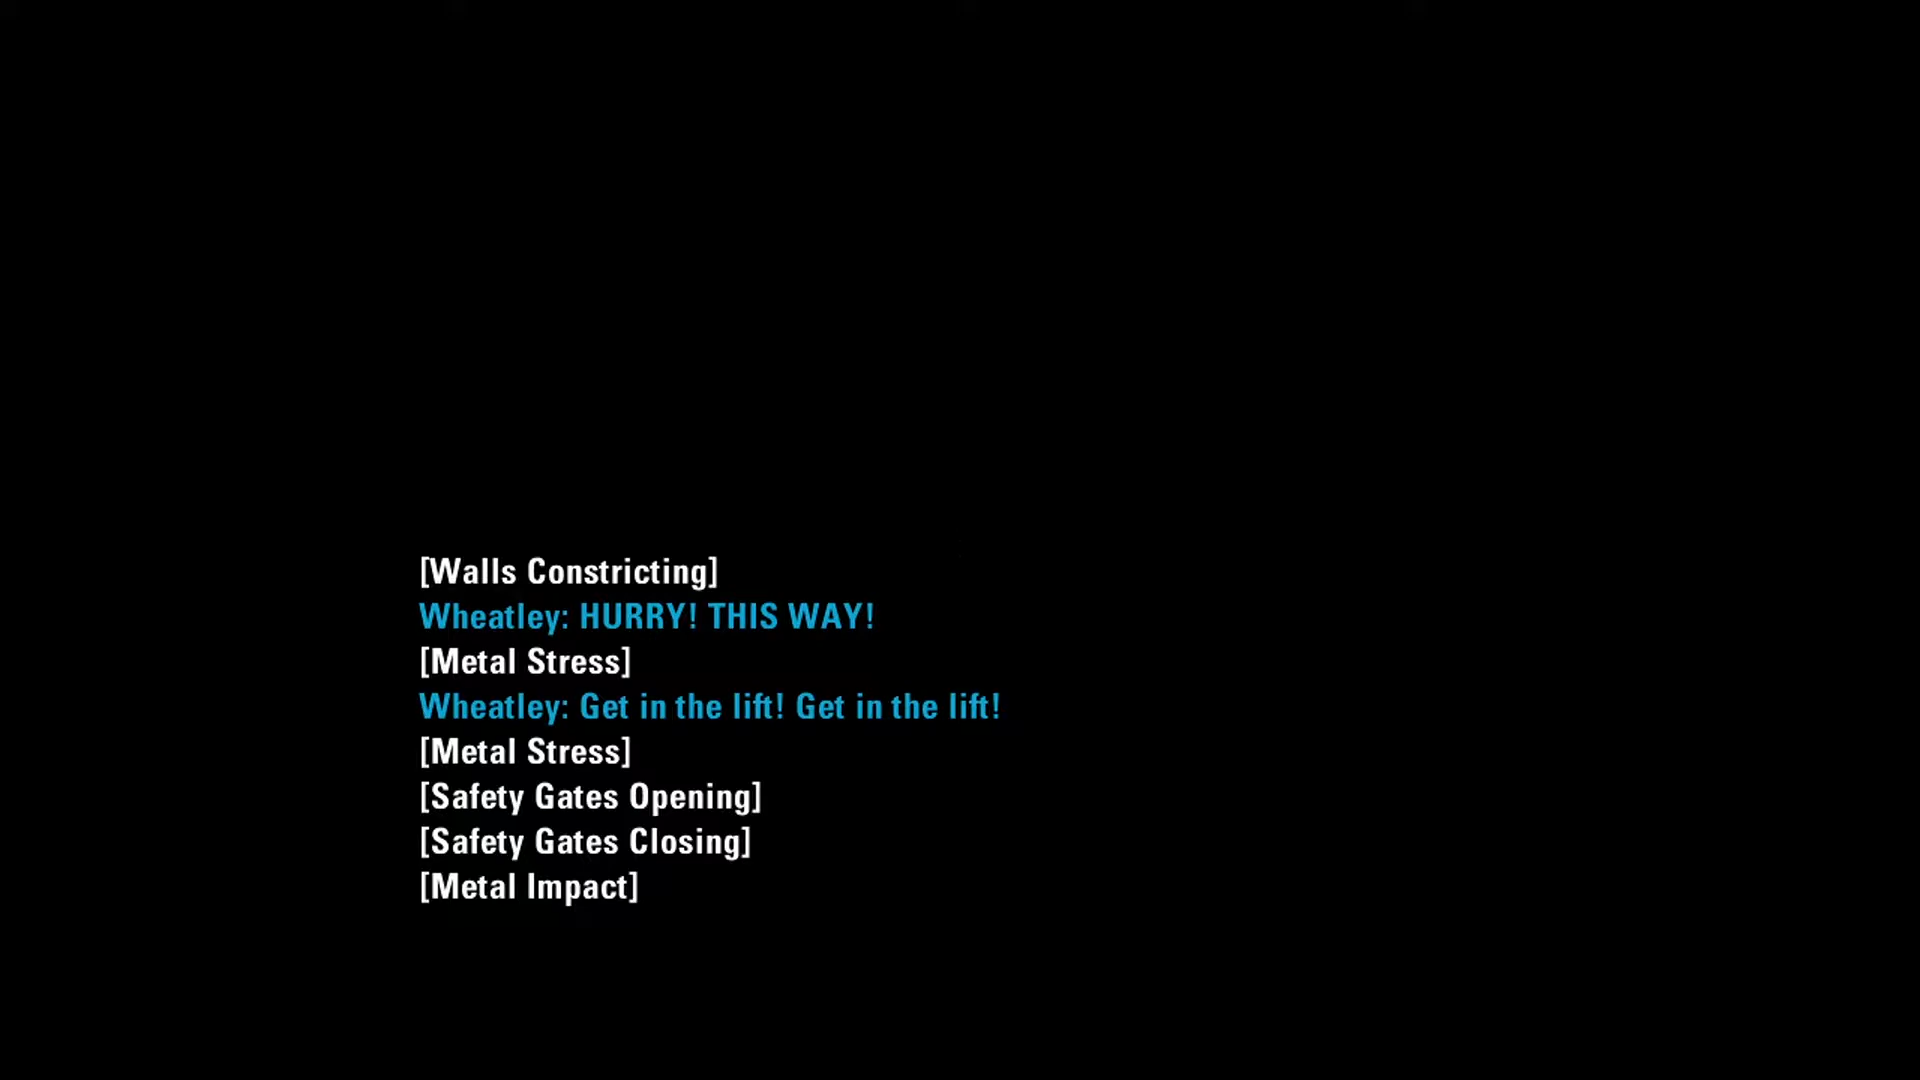 [Walls Constricting]
Wheatley: HURRY! THIS WAY!
[Metal Stress]
Wheatley: Get in the lift! Get in the lift!
[Metal Stress]
[Safety Gates Opening]
[Safety Gates Closing]
[Metal Impact]